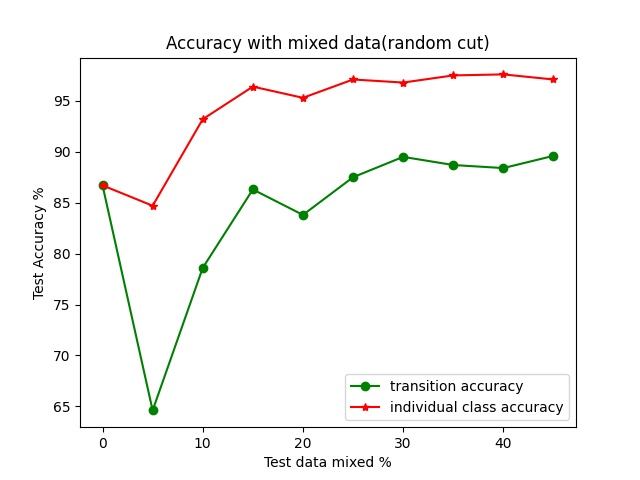 Accuracy with mixed data(random cut)
Test Accuracy %
95
90
85
80
75
70
65
transition accuracy
individual class accuracy
0 10 20 30 40
Test data mixed %